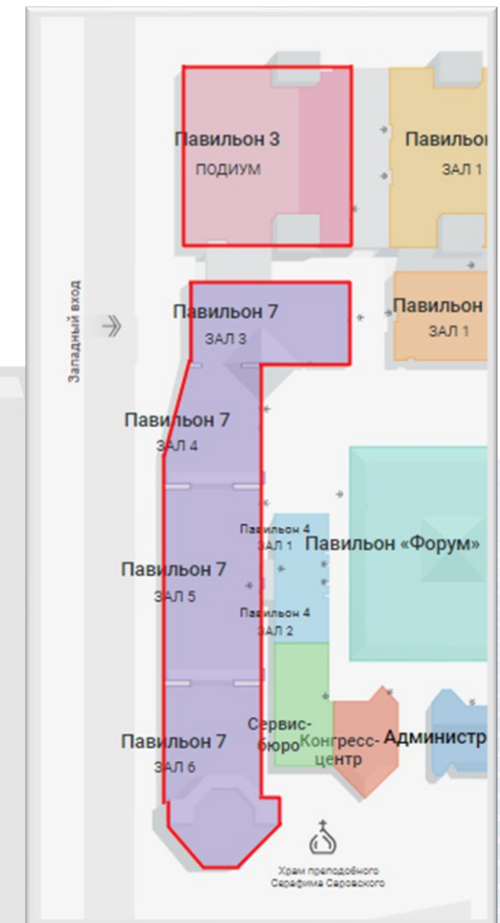 Павильон 3
ПОДИУМ
Павильо
ЗАЛ 1
Западный вход
Павильон 7
ЗАЛ 3
Павильон
ЗАЛ 1
Павильон 7
ЗАЛ 4
Павильон 4
ЗАЛ 1
Павильон «Форум»
Павильон 7
ЗАЛ 5
Павильон 4
ЗАЛ 2
Сервис-
бюро
Конгресс-
центр
Администр
Павильон 7
ЗАЛ 6
Храм преподобного
Серафима Саровского